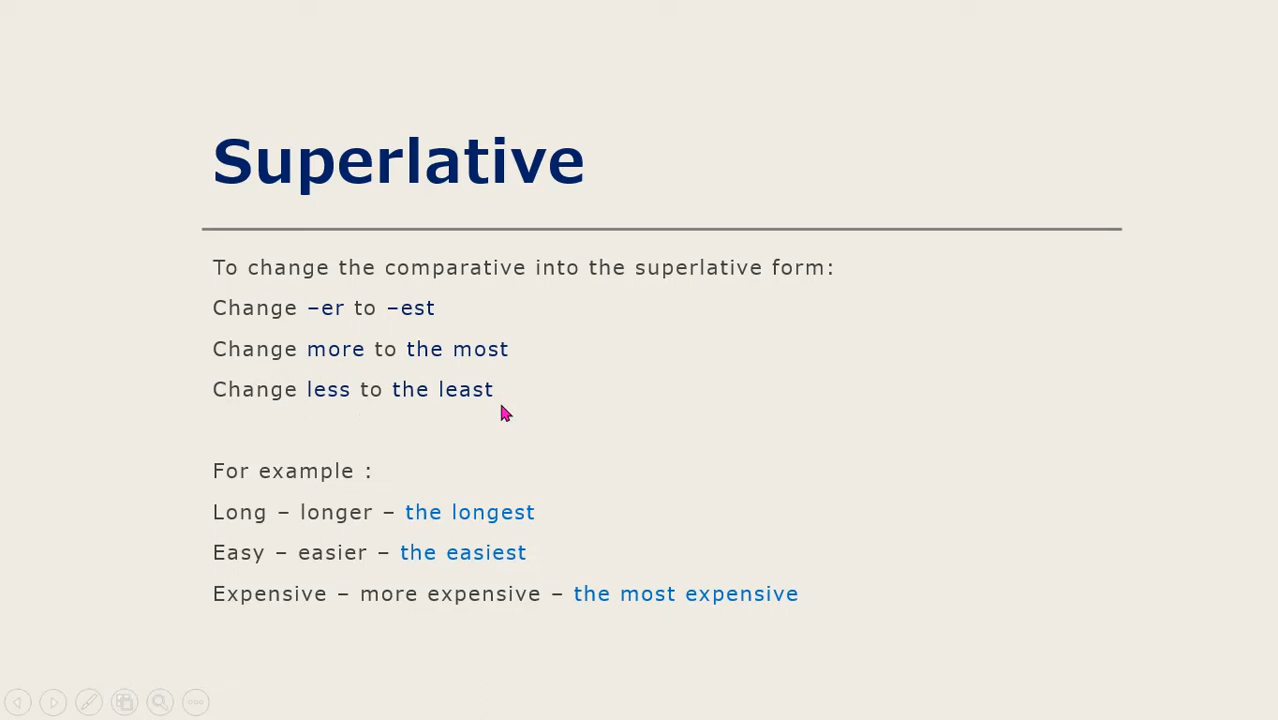 Superlative
To change the comparative into the superlative form:
Change –er to –est
Change more to the most
Change less to the least
For example :
Long – longer – the longest
Easy – easier – the easiest
Expensive – more expensive – the most expensive